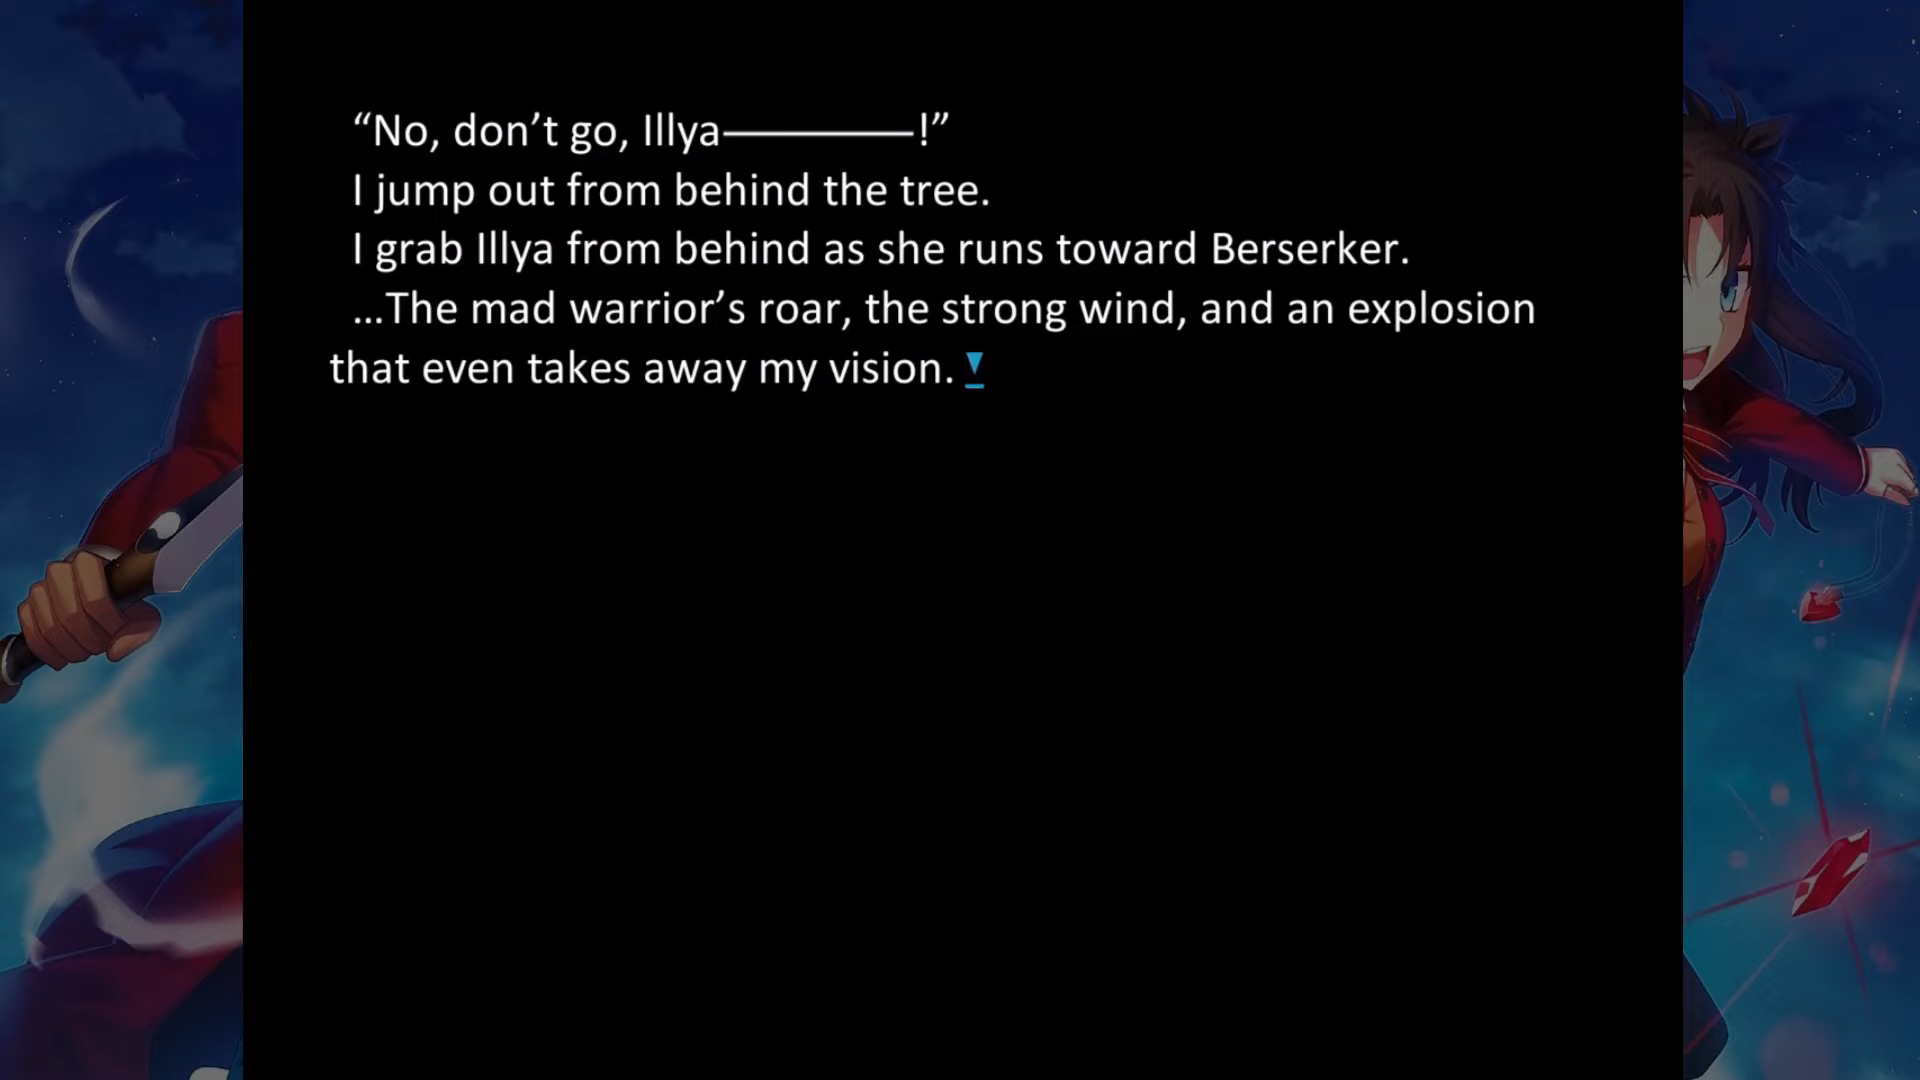 “No, don’t go, Illya――――!”
I jump out from behind the tree.
I grab Illya from behind as she runs toward Berserker.
…The mad warrior’s roar, the strong wind, and an explosion
that even takes away my vision.